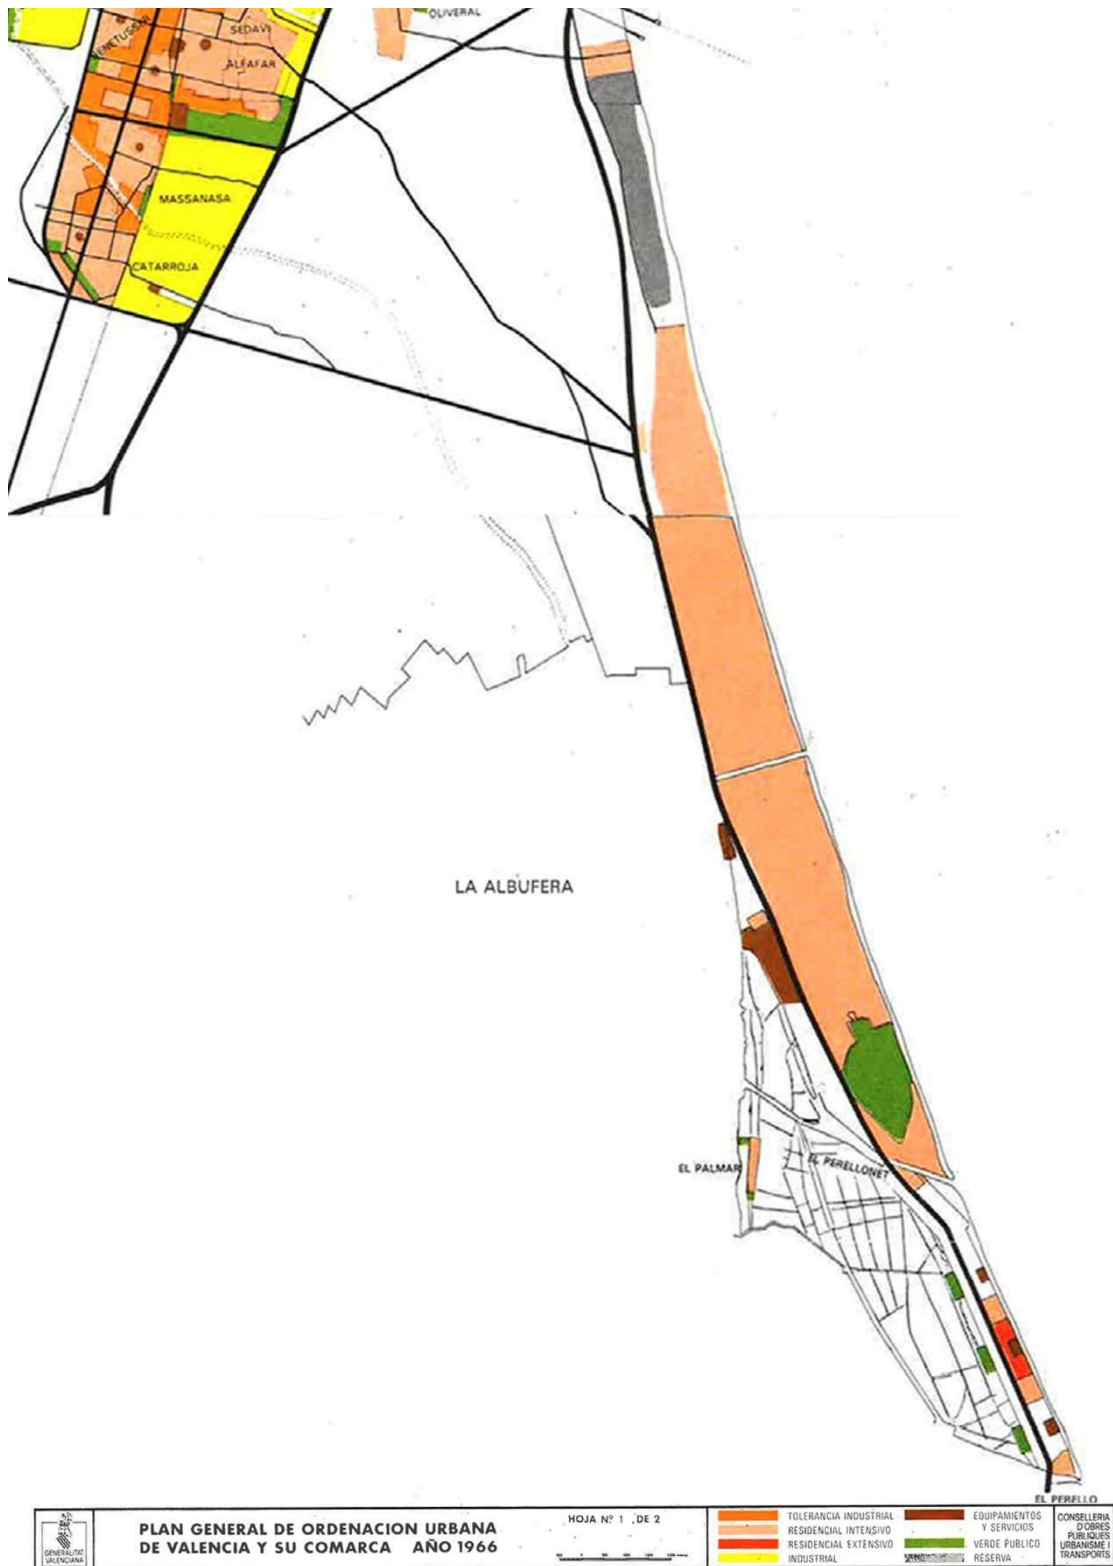 OLIVERAL
SEDAVI
BENETUSSER
ALFAFAR
MASSANASA
CATARROJA
LA ALBUFERA
EL PALMAR
EL PERELLONET
EL PERELLO
GENERALITAT
VALENCIANA
PLAN GENERAL DE ORDENACION URBANA
DE VALENCIA Y SU COMARCA AÑO 1966
HOJA Nº 1 DE 2
TOLERANCIA INDUSTRIAL
RESIDENCIAL INTENSIVO
RESIDENCIAL EXTENSIVO
INDUSTRIAL
EQUIPAMIENTOS
Y SERVICIOS
VERDE PUBLICO
RESERVA
CONSELLERIA
D'OBRES
PUBLIQUES
URBANISME I
TRANSPORTS